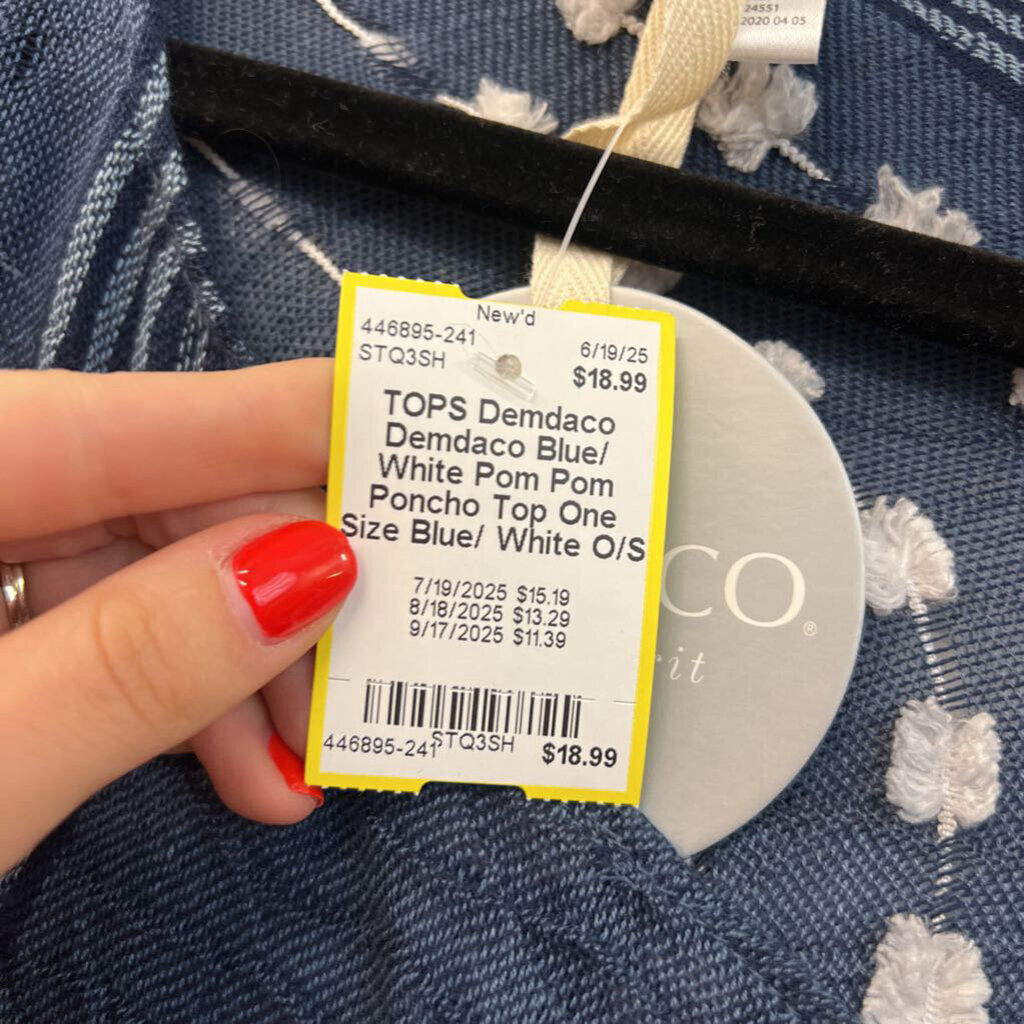 24551
2020 04 05
New'd
446895-241
STQ3SH
6/19/25
$18.99
TOPS Demdaco
Demdaco Blue/
White Pom Pom
Poncho Top One
Size Blue/ White O/S
7/19/2025 $15.19
8/18/2025 $13.29
9/17/2025 $11.39
446895-241
STQ3SH
$18.99
CO®